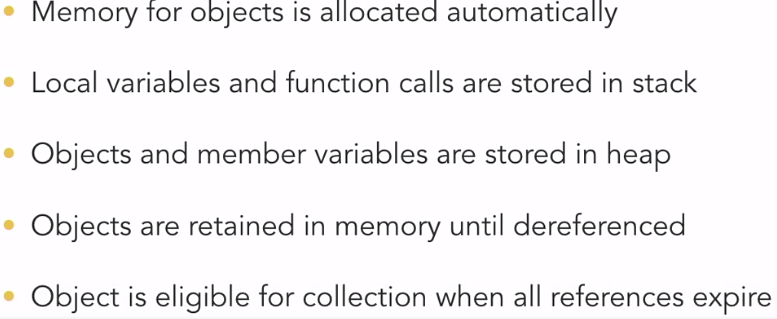 • Memory for objects is allocated automatically
• Local variables and function calls are stored in stack
• Objects and member variables are stored in heap
• Objects are retained in memory until dereferenced
• Object is eligible for collection when all references expire